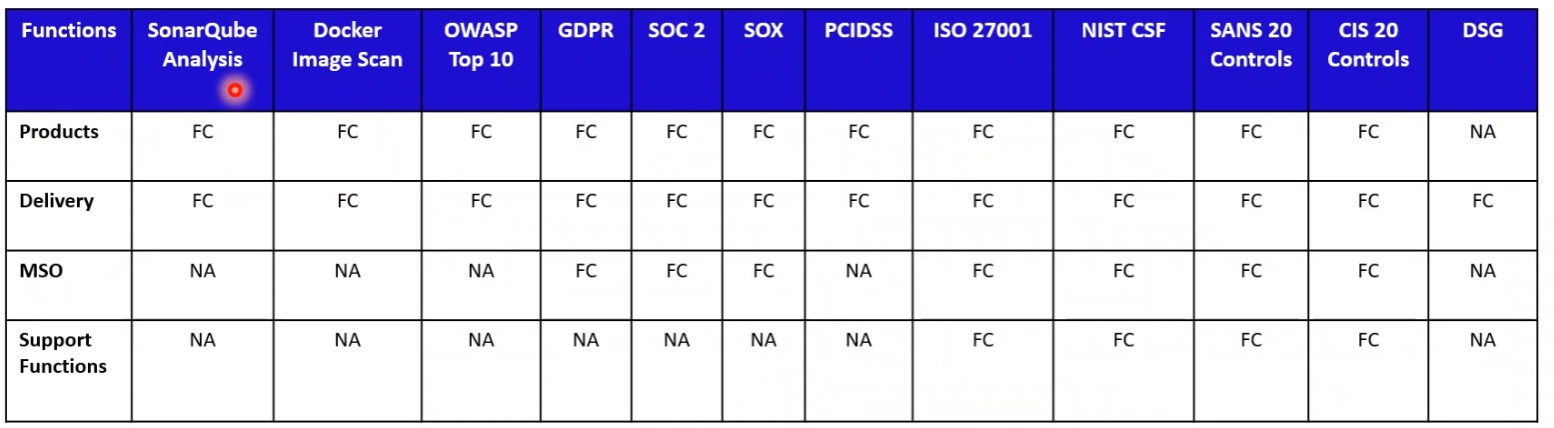 Functions SonarQube Analysis Docker Image Scan OWASP Top 10 GDPR SOC 2 SOX PCIDSS ISO 27001 NIST CSF SANS 20 Controls CIS 20 Controls DSG
Products FC FC FC FC FC FC FC FC FC FC FC NA
Delivery FC FC FC FC FC FC FC FC FC FC FC FC
MSO NA NA NA FC FC FC NA FC FC FC FC NA
Support Functions NA NA NA NA NA NA NA FC FC FC FC NA